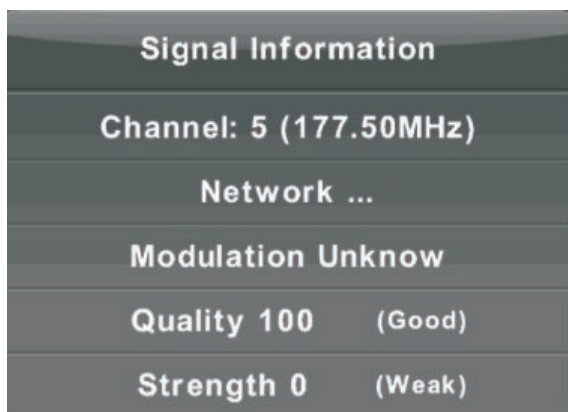 Signal Information
Channel: 5 (177.50MHz)
Network ...
Modulation Unknow
Quality 100 (Good)
Strength 0 (Weak)